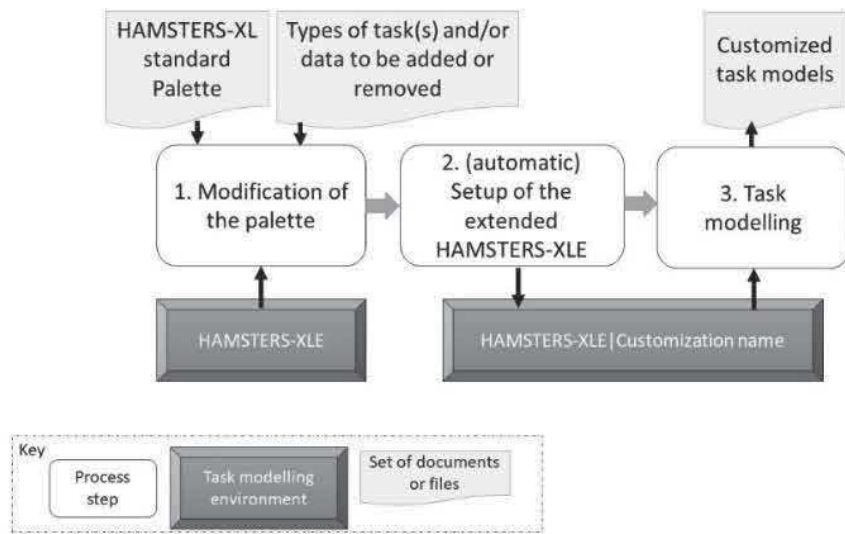 HAMSTERS-XL
standard
Palette
Types of task(s) and/or
data to be added or
removed
Customized
task models
1. Modification of
the palette
2. (automatic)
Setup of the
extended
HAMSTERS-XLE
3. Task
modelling
HAMSTERS-XLE
HAMSTERS-XLE|Customization name
Key
Process
step
Task modelling
environment
Set of documents
or files